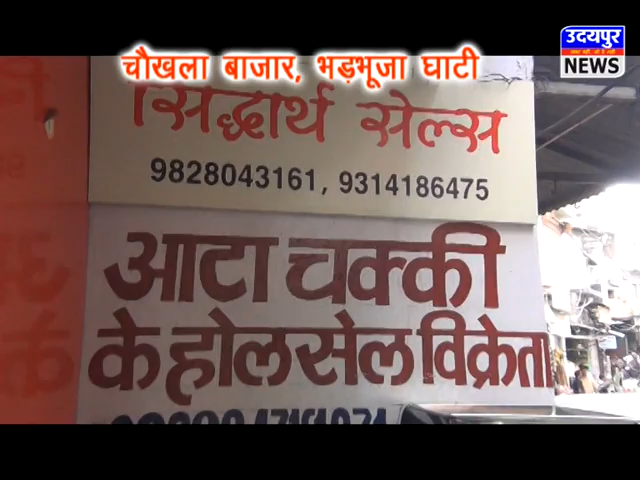 उदयपुर
NEWS
चौखला बाजार, भड़भूजा घाटी
सिद्धार्थ सेल्स
9828043161, 9314186475
आटा चक्की
के होलसेल विक्रेता